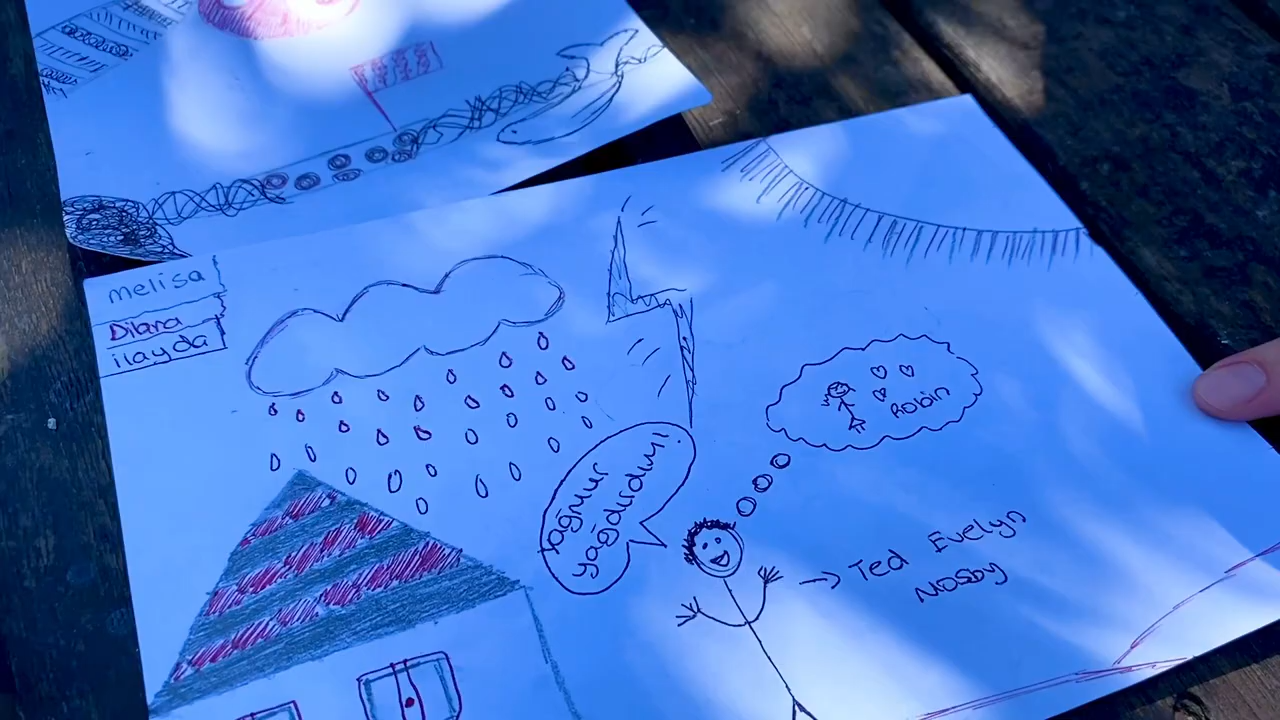 melisa
Dilara
ilayda
Robin
Yağmur
yağdırdım!
Ted Evelyn
Mosby